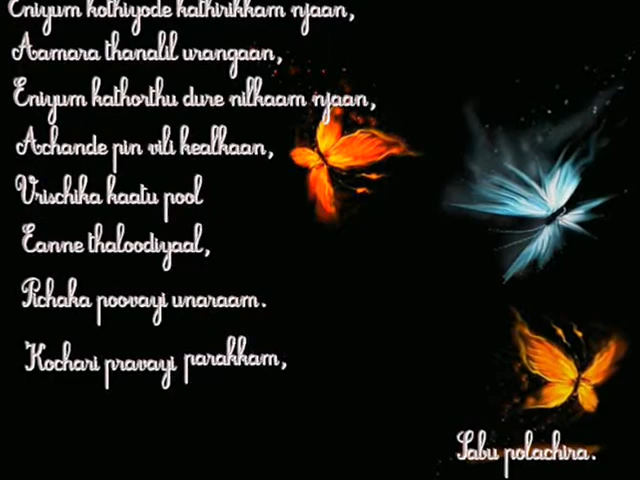 Eniyum kothiyode kathirikkam njaan,
Aamara thanalil urangaan,
Eniyum kathorthu dure nilkaam njaan,
Achande pin vili kealkaan,
Vrischika kaatu pool
Eanne thaloodiyaal,
Pichaka poovayi unaraam.
Kochari pravayi parakkam,
Sabu polachira.